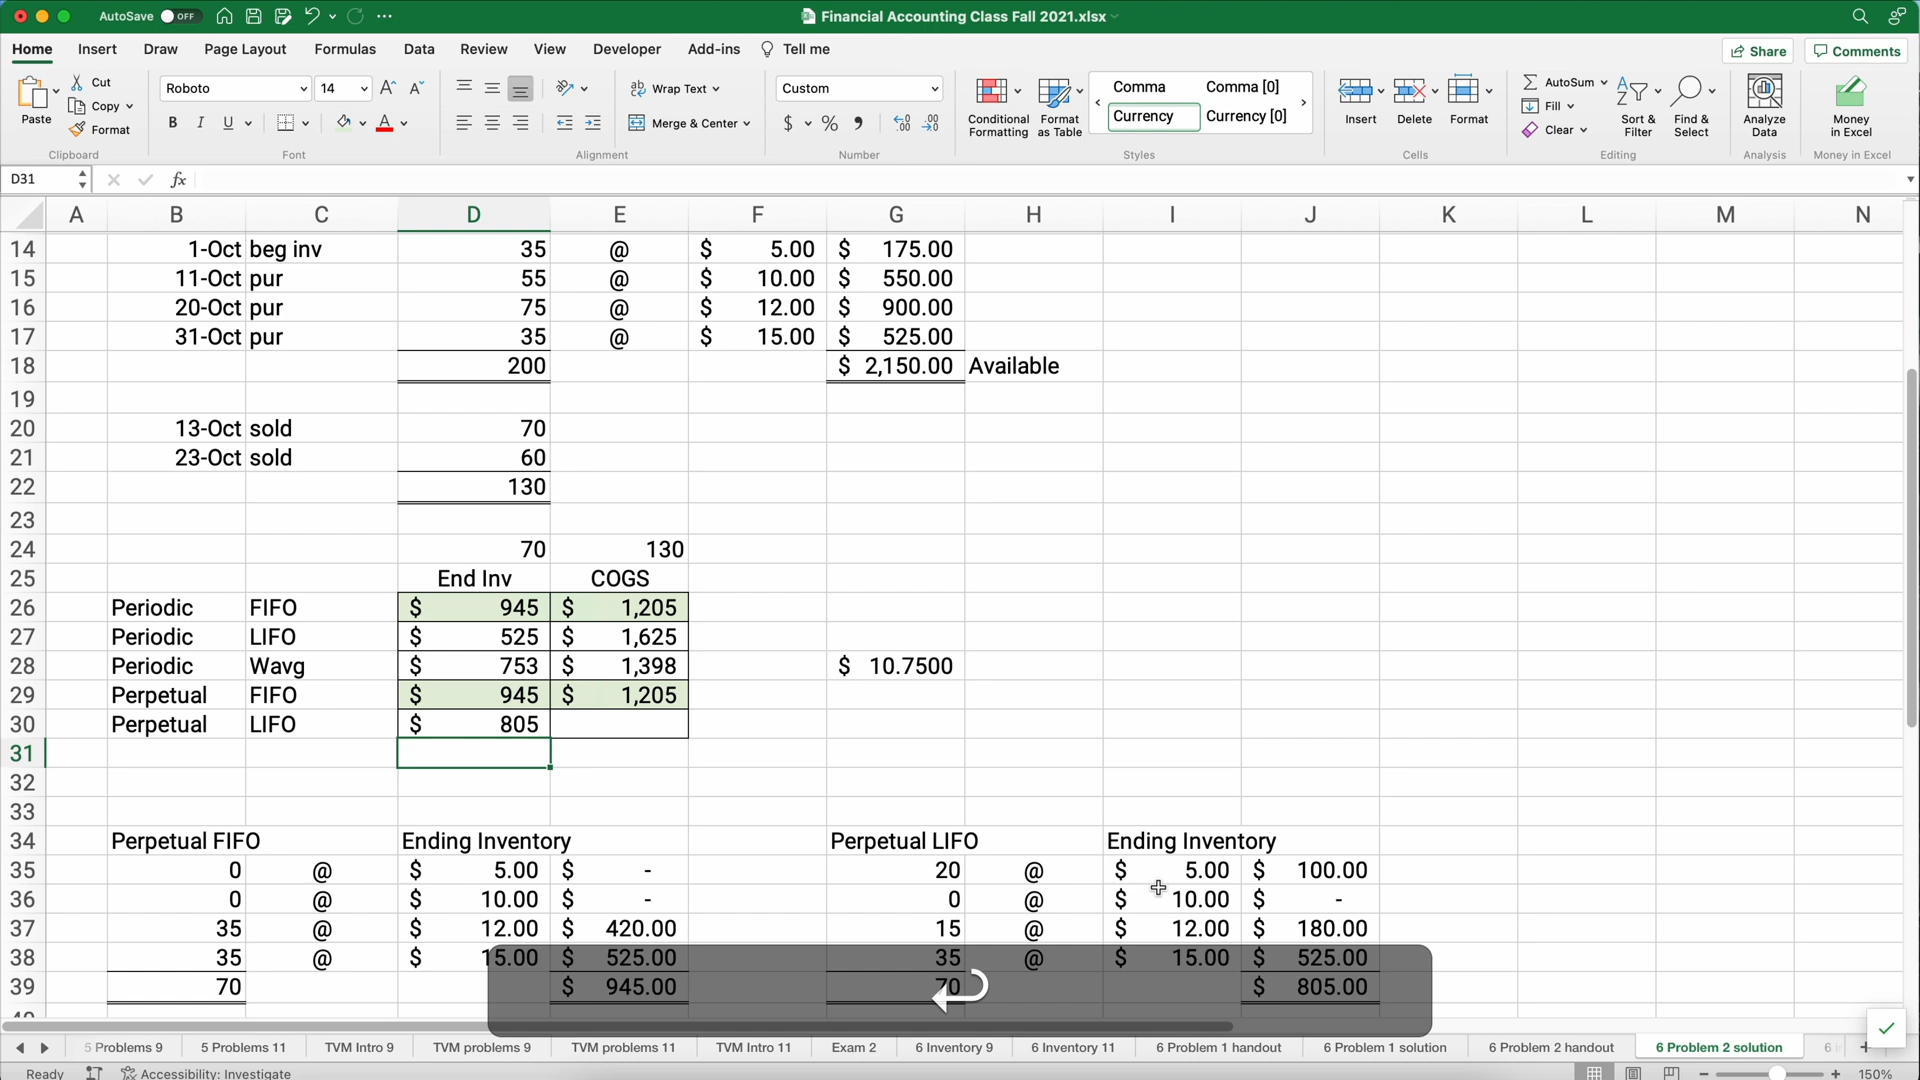 AutoSave OFF Financial Accounting Class Fall 2021.xlsx
Home Insert Draw Page Layout Formulas Data Review View Developer Add-ins Tell me Share Comments
Paste Cut Copy Format Roboto 14 Wrap Text Merge & Center Custom Conditional Formatting Format as Table Comma Comma [0] Currency Currency [0] Insert Delete Format AutoSum Fill Clear Sort & Filter Find & Select Analyze Data Money in Excel
B I U A $ % 
Clipboard Font Alignment Number Styles Cells Editing Analysis Money in Excel
D31 fx
A B C D E F G H I J K L M N
14 1-Oct beg inv 35 @ $ 5.00 $ 175.00
15 11-Oct pur 55 @ $ 10.00 $ 550.00
16 20-Oct pur 75 @ $ 12.00 $ 900.00
17 31-Oct pur 35 @ $ 15.00 $ 525.00
18 200 $ 2,150.00 Available
19
20 13-Oct sold 70
21 23-Oct sold 60
22 130
23
24 70 130
25 End Inv COGS
26 Periodic FIFO $ 945 $ 1,205
27 Periodic LIFO $ 525 $ 1,625
28 Periodic Wavg $ 753 $ 1,398 $ 10.7500
29 Perpetual FIFO $ 945 $ 1,205
30 Perpetual LIFO $ 805
31
32
33
34 Perpetual FIFO Ending Inventory Perpetual LIFO Ending Inventory
35 0 @ $ 5.00 $ - 20 @ $ 5.00 $ 100.00
36 0 @ $ 10.00 $ - 0 @ $ 10.00 $ -
37 35 @ $ 12.00 $ 420.00 15 @ $ 12.00 $ 180.00
38 35 @ $ 15.00 $ 525.00 35 @ $ 15.00 $ 525.00
39 70 $ 945.00 70 $ 805.00
40
5 Problems 9 5 Problems 11 TVM Intro 9 TVM problems 9 TVM problems 11 TVM Intro 11 Exam 2 6 Inventory 9 6 Inventory 11 6 Problem 1 handout 6 Problem 1 solution 6 Problem 2 handout 6 Problem 2 solution
Ready Accessibility: Investigate 150%